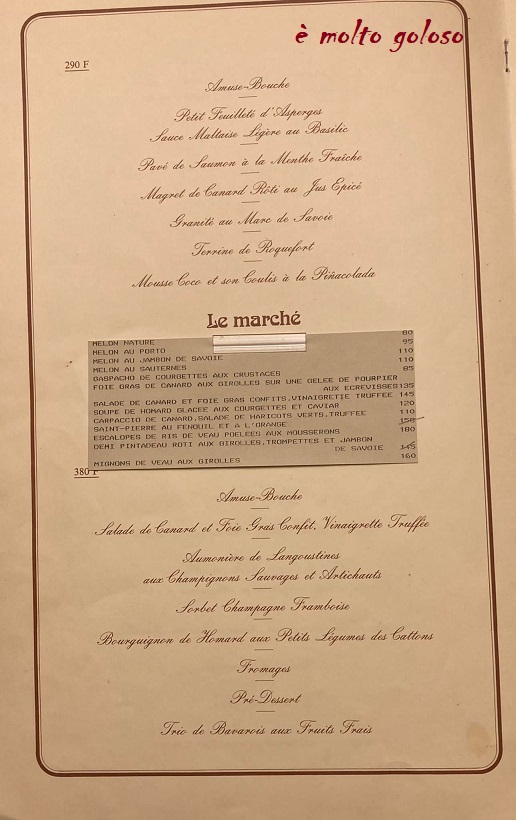 è molto goloso
290 F
Amuse-Bouche
Petit Feuilleté d'Asperges
Sauce Maltaise Légère au Basilic
Pavé de Saumon à la Menthe Fraîche
Magret de Canard Rôti au Jus Epicé
Granité au Marc de Savoie
Terrine de Roquefort
Mousse Coco et son Coulis à la Piñacolada
Le marché
MELON NATURE 80
MELON AU PORTO 95
MELON AU JAMBON DE SAVOIE 110
MELON AU SAUTERNES 110
GASPACHO DE COURGETTES AUX CRUSTACES 85
FOIE GRAS DE CANARD AUX GIROLLES SUR UNE GELEE DE POURPIER
AUX ECREVISSES 135
SALADE DE CANARD ET FOIE GRAS CONFITS, VINAIGRETTE TRUFFEE 145
SOUPE DE HOMARD GLACEE AUX COURGETTES ET CAVIAR 120
CARPACCIO DE CANARD, SALADE DE HARICOTS VERTS, TRUFFEE 110
SAINT-PIERRE AU FENOUIL ET A L'ORANGE 150
ESCALOPES DE RIS DE VEAU POELEES AUX MOUSSERONS 180
DEMI PINTADEAU ROTI AUX GIROLLES, TROMPETTES ET JAMBON
DE SAVOIE 145
MIGNONS DE VEAU AUX GIROLLES 160
380 F
Amuse-Bouche
Salade de Canard et Foie Gras Confit, Vinaigrette Truffée
Aumonière de Langoustines
aux Champignons Sauvages et Artichauts
Sorbet Champagne Framboise
Bourguignon de Homard aux Petits Légumes des Cattons
Fromages
Pré-Dessert
Trio de Bavarois aux Fruits Frais